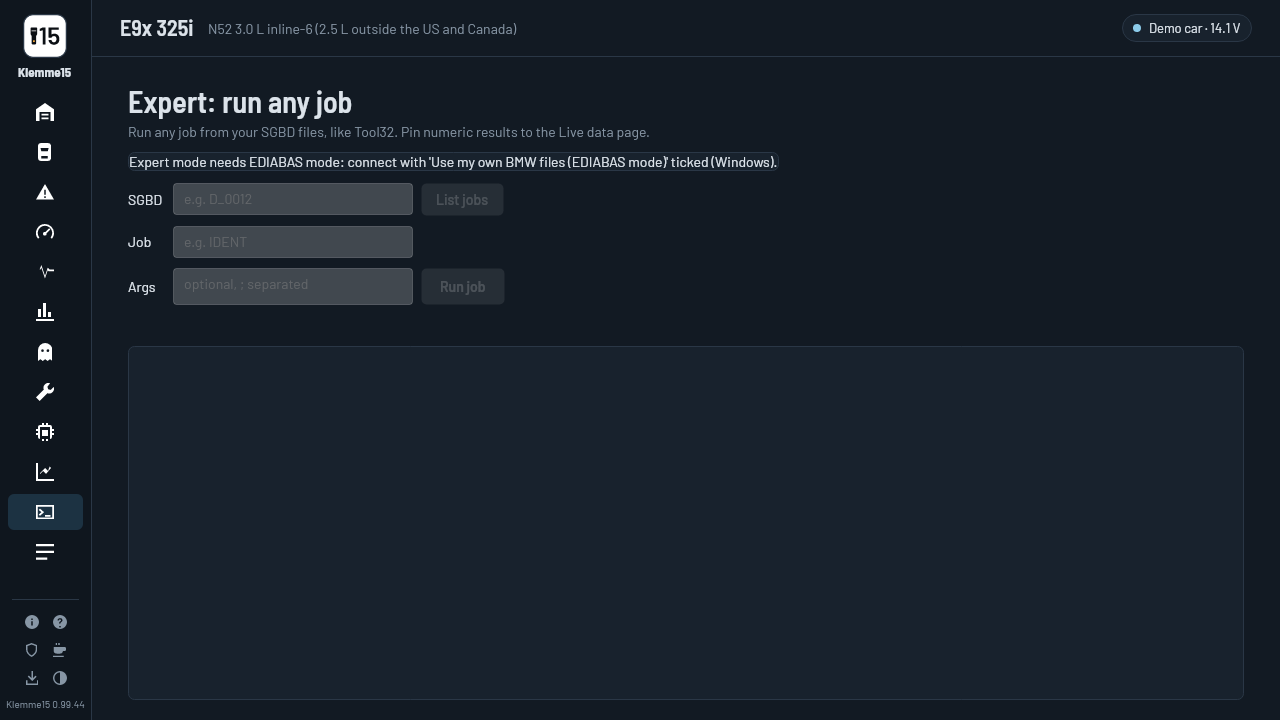 15
Klemme15
E9x 325i
N52 3.0 L inline-6 (2.5 L outside the US and Canada)
Demo car · 14.1 V
Expert: run any job
Run any job from your SGBD files, like Tool32. Pin numeric results to the Live data page.
Expert mode needs EDIABAS mode: connect with 'Use my own BMW files (EDIABAS mode)' ticked (Windows).
SGBD
e.g. D_0012
List jobs
Job
e.g. IDENT
Args
optional, ; separated
Run job
Klemme15 0.99.44